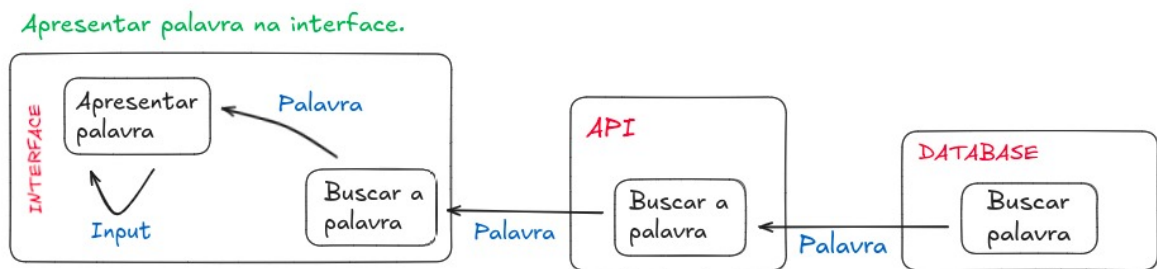 Apresentar palavra na interface.
INTERFACE
Apresentar
palavra
Input
Palavra
Buscar a
palavra
Palavra
API
Buscar a
palavra
Palavra
DATABASE
Buscar
palavra